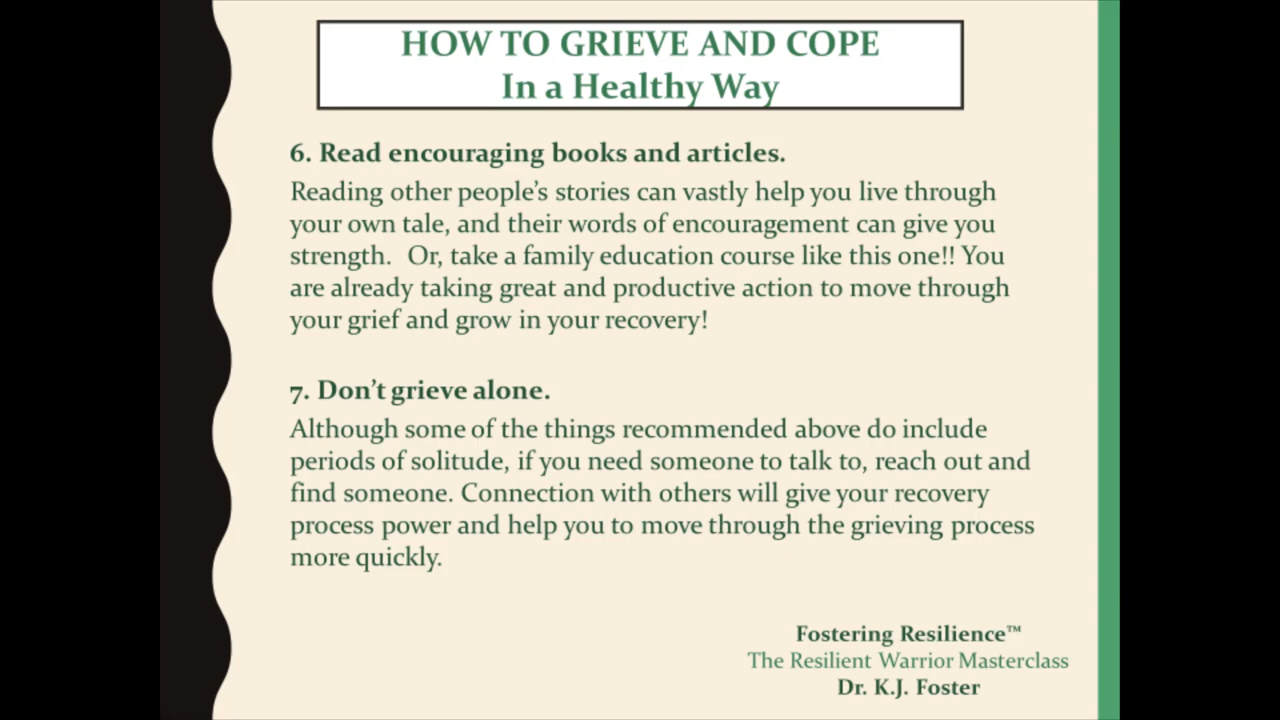 HOW TO GRIEVE AND COPE
In a Healthy Way
6. Read encouraging books and articles.
Reading other people’s stories can vastly help you live through
your own tale, and their words of encouragement can give you
strength.  Or, take a family education course like this one!! You
are already taking great and productive action to move through
your grief and grow in your recovery!
7. Don’t grieve alone.
Although some of the things recommended above do include
periods of solitude, if you need someone to talk to, reach out and
find someone. Connection with others will give your recovery
process power and help you to move through the grieving process
more quickly.
Fostering Resilience™
The Resilient Warrior Masterclass
Dr. K.J. Foster